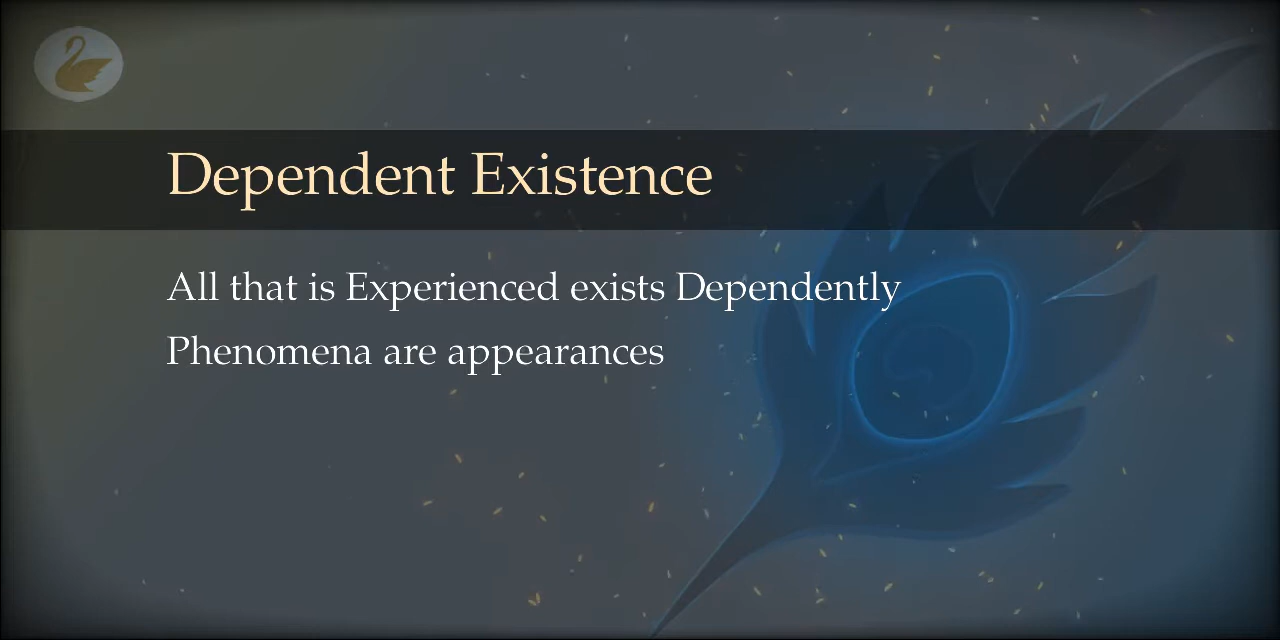 Dependent Existence
All that is Experienced exists Dependently
Phenomena are appearances